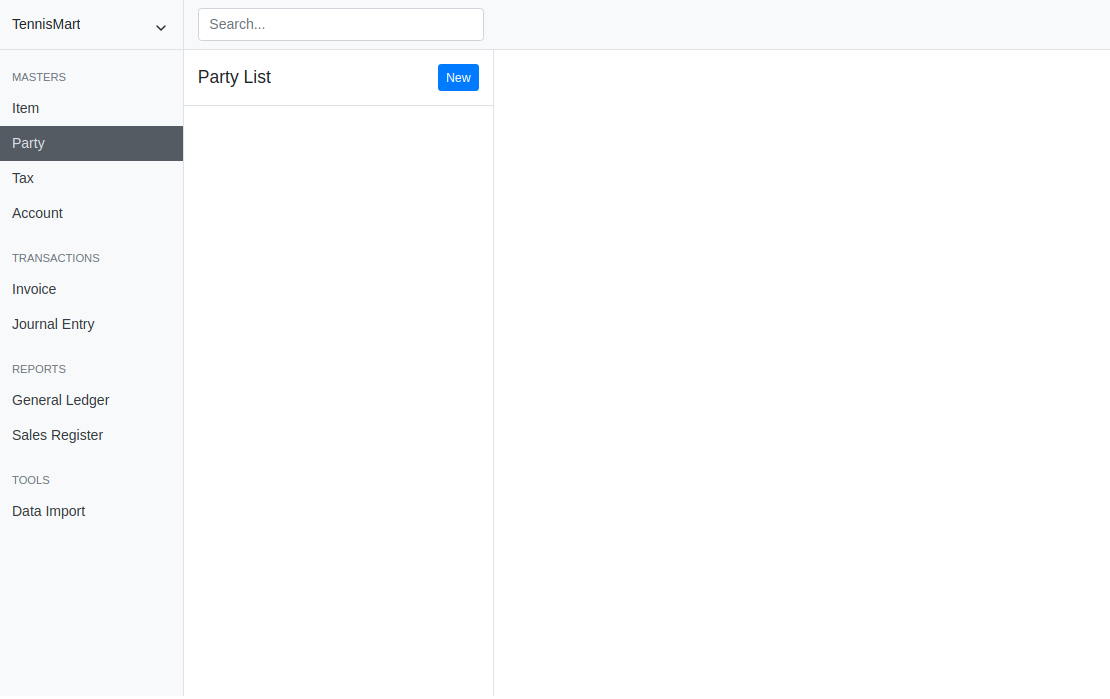 TennisMart
Search...
MASTERS
Item
Party
Tax
Account
TRANSACTIONS
Invoice
Journal Entry
REPORTS
General Ledger
Sales Register
TOOLS
Data Import
Party List
New